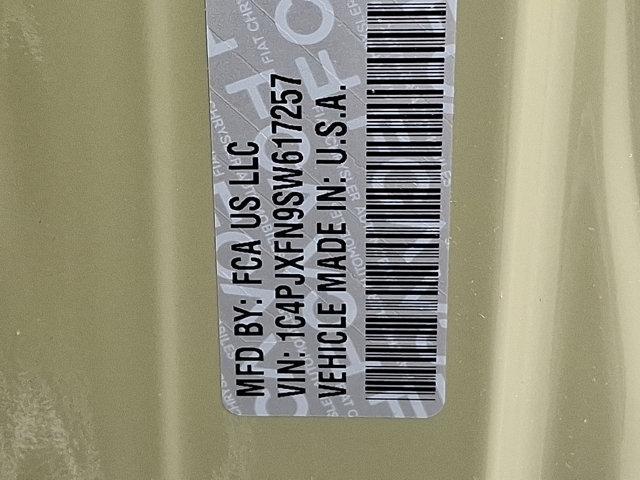 MFD BY: FCA US LLC
VIN: 1C4PJXFN9SW617257
VEHICLE MADE IN: U.S.A.